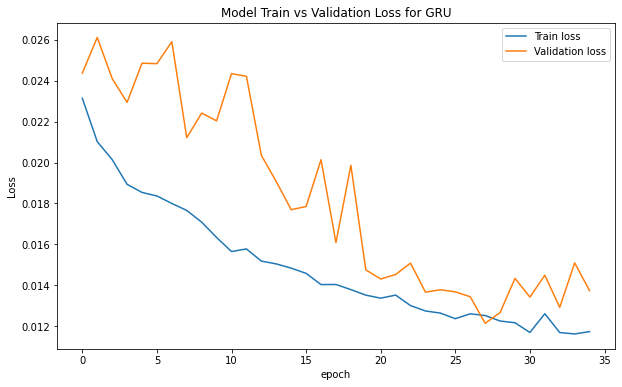 Model Train vs Validation Loss for GRU
Train loss
Validation loss
Loss
0.026
0.024
0.022
0.020
0.018
0.016
0.014
0.012
0 5 10 15 20 25 30 35
epoch